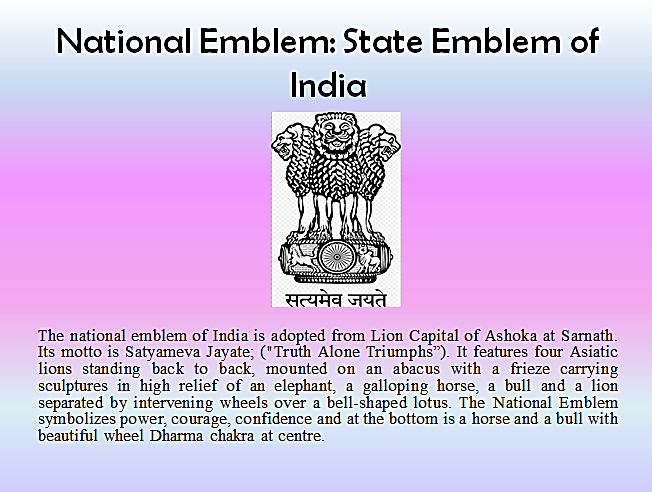 National Emblem: State Emblem of
India
सत्यमेव जयते
The national emblem of India is adopted from Lion Capital of Ashoka at Sarnath.
Its motto is Satyameva Jayate; ("Truth Alone Triumphs”). It features four Asiatic
lions standing back to back, mounted on an abacus with a frieze carrying
sculptures in high relief of an elephant, a galloping horse, a bull and a lion
separated by intervening wheels over a bell-shaped lotus. The National Emblem
symbolizes power, courage, confidence and at the bottom is a horse and a bull with
beautiful wheel Dharma chakra at centre.